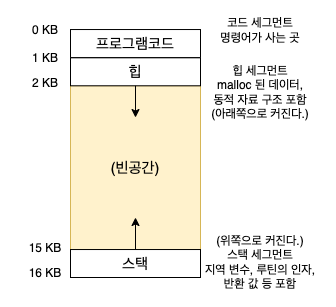 0 KB
프로그램코드
코드 세그먼트
명령어가 사는 곳
1 KB
힙
2 KB
힙 세그먼트
malloc 된 데이터,
동적 자료 구조 포함
(아래쪽으로 커진다.)
(빈공간)
15 KB
스택
16 KB
(위쪽으로 커진다.)
스택 세그먼트
지역 변수, 루틴의 인자,
반환 값 등 포함